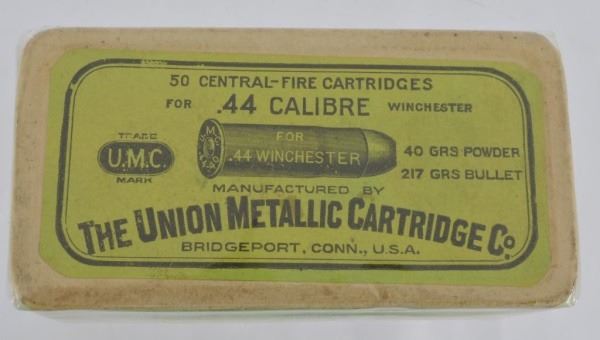 50 CENTRAL-FIRE CARTRIDGES
FOR .44 CALIBRE WINCHESTER
TRADE
U.M.C.
MARK
FOR
.44 WINCHESTER
40 GRS POWDER
217 GRS BULLET
MANUFACTURED BY
THE UNION METALLIC CARTRIDGE Co.
BRIDGEPORT, CONN., U.S.A.